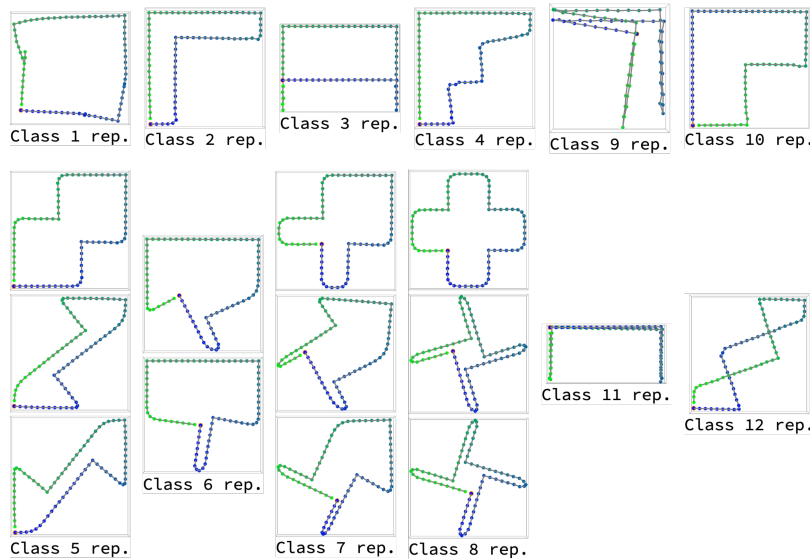 Class 1 rep.
Class 2 rep.
Class 3 rep.
Class 4 rep.
Class 9 rep.
Class 10 rep.
Class 5 rep.
Class 6 rep.
Class 7 rep.
Class 8 rep.
Class 11 rep.
Class 12 rep.